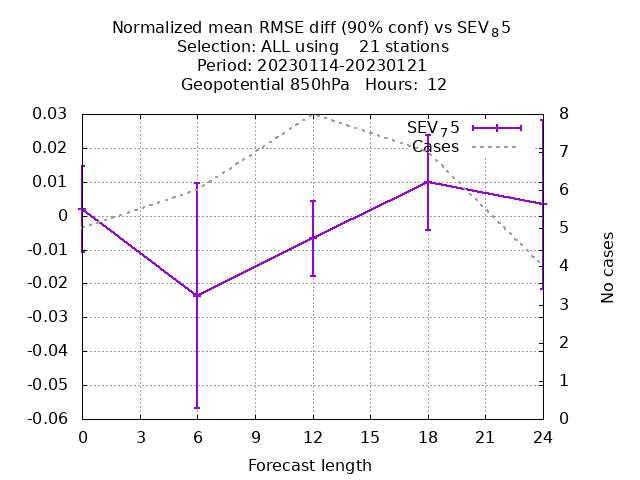 Normalized mean RMSE diff (90% conf) vs SEV₈5
Selection: ALL using    21 stations
Period: 20230114-20230121
Geopotential 850hPa   Hours:  12
SEV₇5
Cases
0.03
0.02
0.01
0
-0.01
-0.02
-0.03
-0.04
-0.05
-0.06
8
7
6
5
4
3
2
1
0
No cases
0 3 6 9 12 15 18 21 24
Forecast length